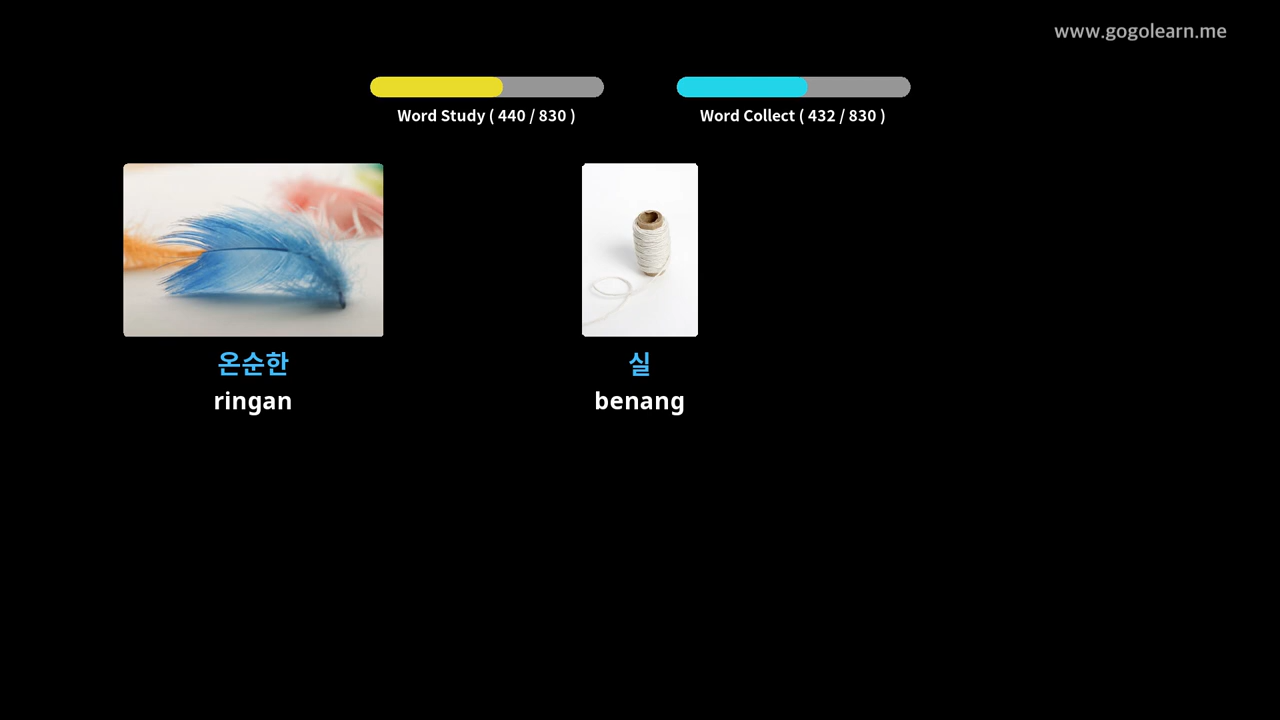 www.gogolearn.me
Word Study ( 440 / 830 )
Word Collect ( 432 / 830 )
온순한
ringan
실
benang